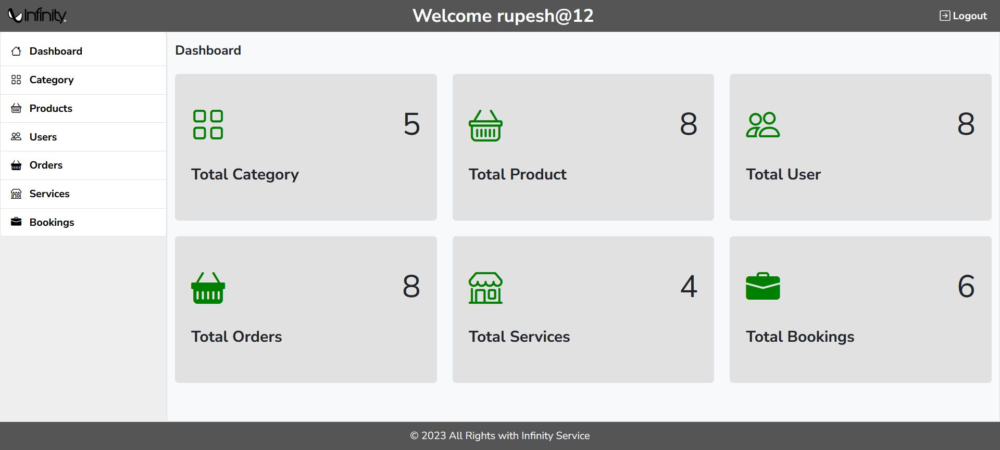 Infinity
Welcome rupesh@12
Logout
Dashboard
Category
Products
Users
Orders
Services
Bookings
Dashboard
5
Total Category
8
Total Product
8
Total User
8
Total Orders
4
Total Services
6
Total Bookings
© 2023 All Rights with Infinity Service